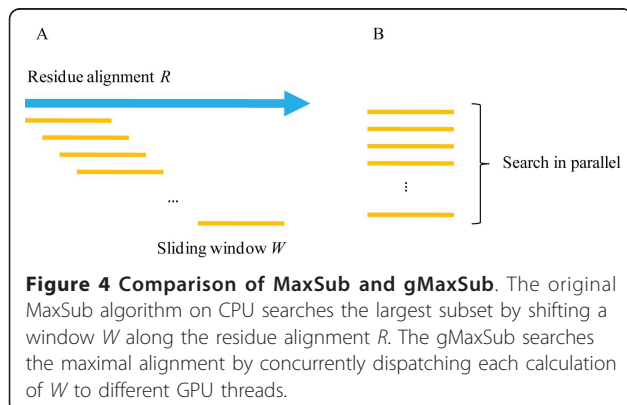 A
B
Residue alignment R
Search in parallel
...
...
Sliding window W
Figure 4 Comparison of MaxSub and gMaxSub. The original
MaxSub algorithm on CPU searches the largest subset by shifting a
window W along the residue alignment R. The gMaxSub searches
the maximal alignment by concurrently dispatching each calculation
of W to different GPU threads.